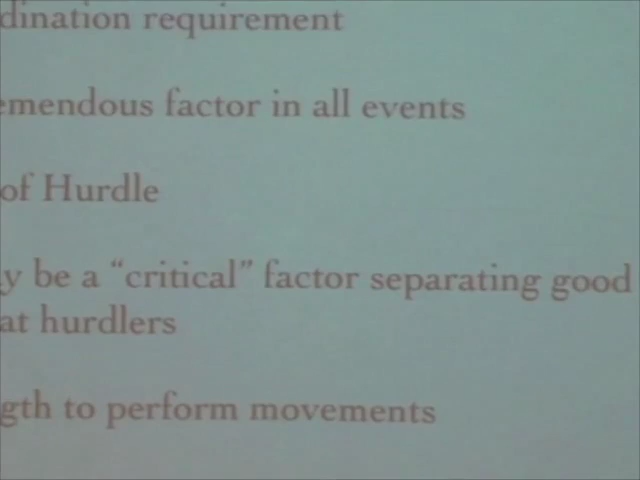 dination requirement
emendous factor in all events
of Hurdle
y be a “critical” factor separating good
at hurdlers
gth to perform movements